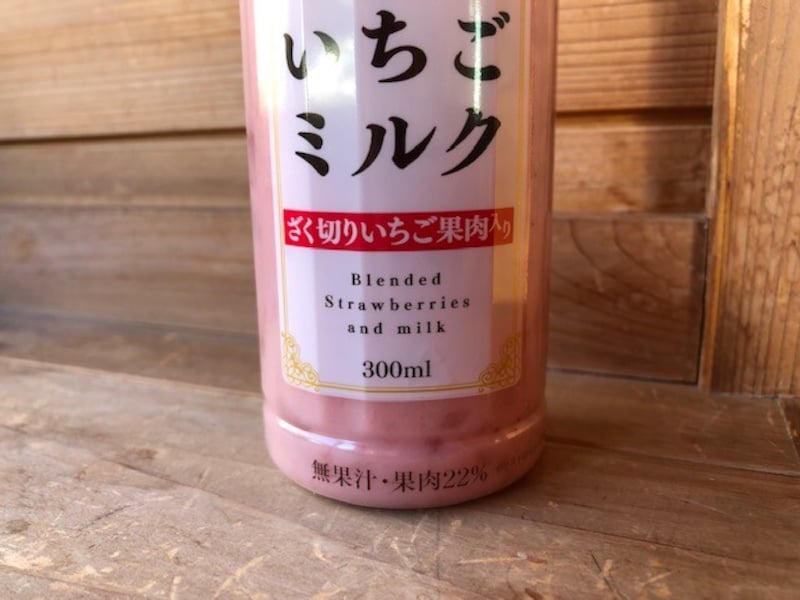 いちご
ミルク
ざく切りいちご果肉入り
Blended
Strawberries
and milk
300ml
無果汁・果肉22%